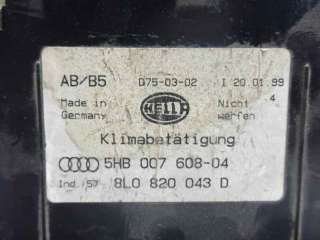 AB/B5 D75-03-02 I 20.01.99
4
Made in Germany HELLA Nicht werfen
Klimabetätigung
5HB 007 608-04
Ind. 57 8L0 820 043 D